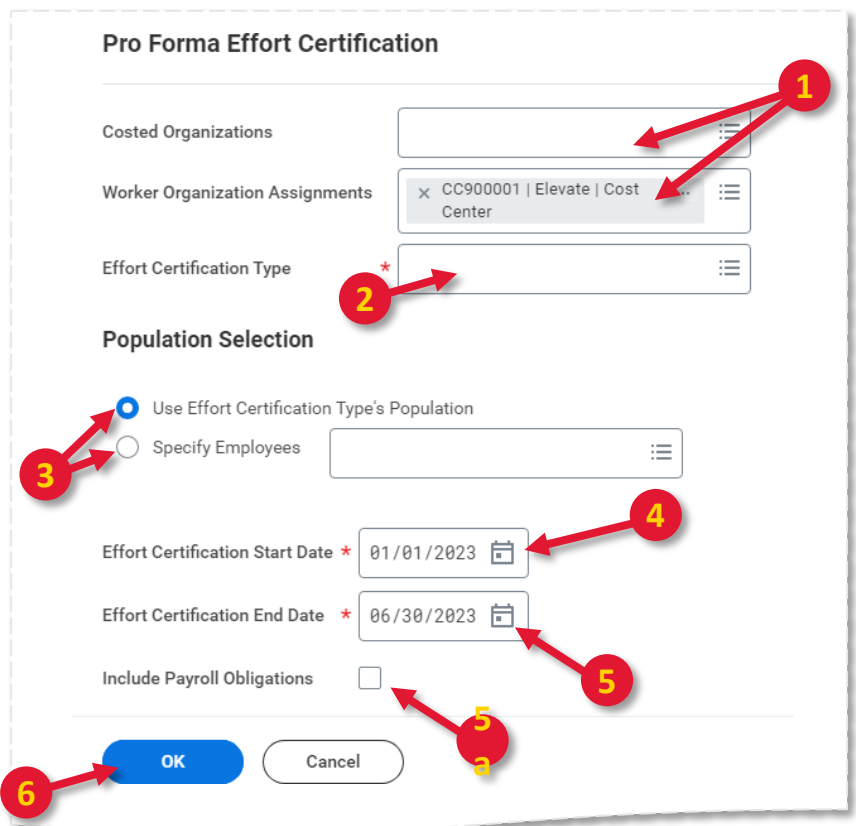 Pro Forma Effort Certification
1
Costed Organizations
Worker Organization Assignments
× CC900001 | Elevate | Cost ...
Center
Effort Certification Type *
2
Population Selection
Use Effort Certification Type's Population
Specify Employees
3
4
Effort Certification Start Date * 01/01/2023
Effort Certification End Date * 06/30/2023
5
Include Payroll Obligations
5
a
OK Cancel
6